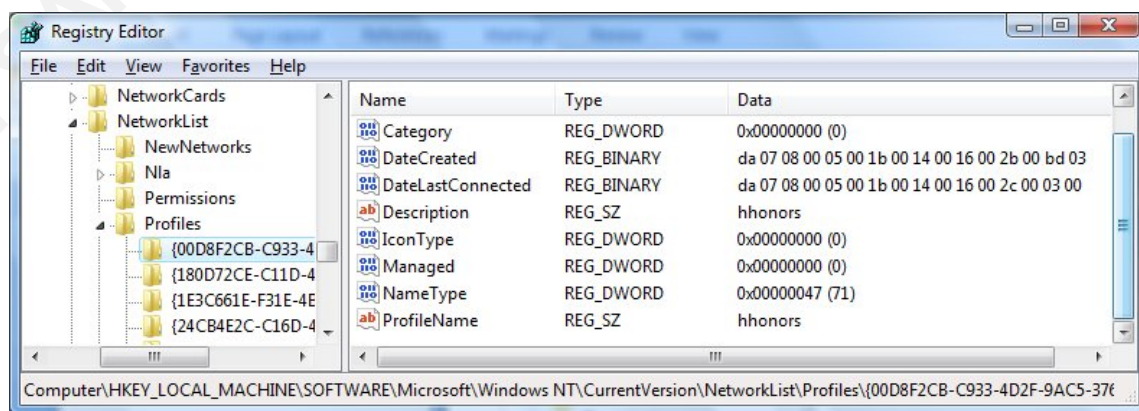 Registry Editor
File Edit View Favorites Help
NetworkCards
NetworkList
NewNetworks
Nla
Permissions
Profiles
{00D8F2CB-C933-4
{180D72CE-C11D-4
{1E3C661E-F31E-4E
{24CB4E2C-C16D-4
Name Type Data
Category REG_DWORD 0x00000000 (0)
DateCreated REG_BINARY da 07 08 00 05 00 1b 00 14 00 16 00 2b 00 bd 03
DateLastConnected REG_BINARY da 07 08 00 05 00 1b 00 14 00 16 00 2c 00 03 00
Description REG_SZ hhonors
IconType REG_DWORD 0x00000000 (0)
Managed REG_DWORD 0x00000000 (0)
NameType REG_DWORD 0x00000047 (71)
ProfileName REG_SZ hhonors
Computer\HKEY_LOCAL_MACHINE\SOFTWARE\Microsoft\Windows NT\CurrentVersion\NetworkList\Profiles\{00D8F2CB-C933-4D2F-9AC5-376